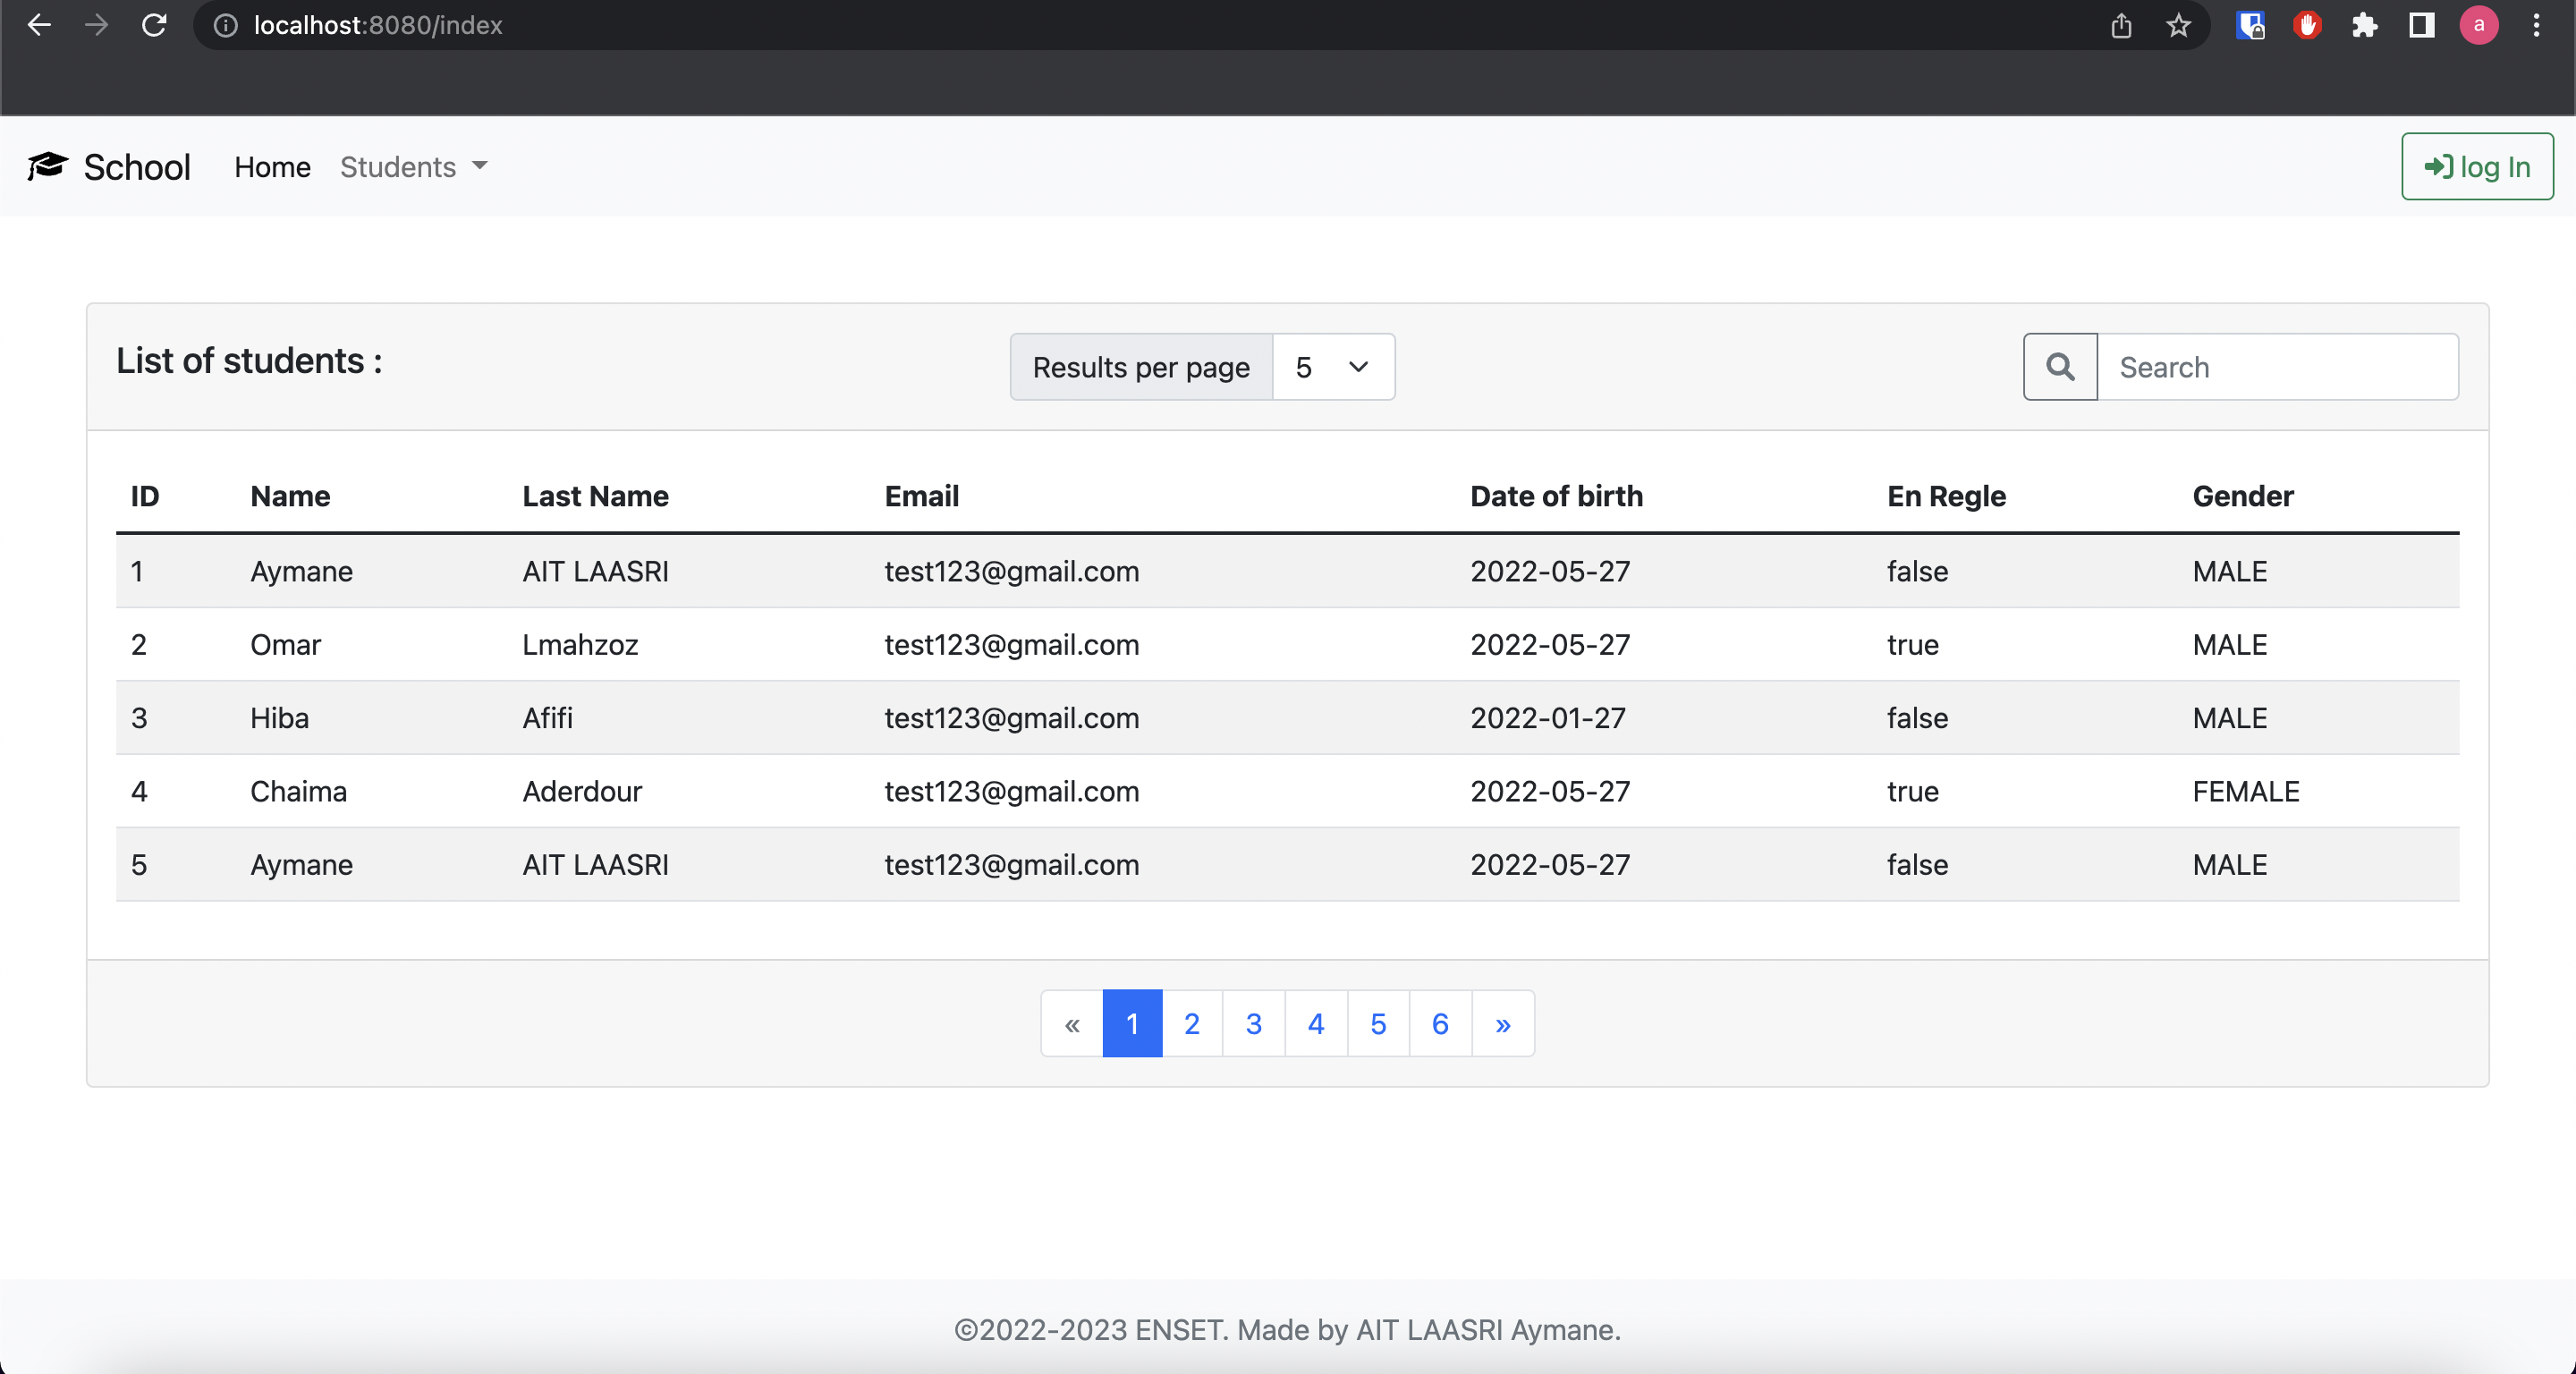 localhost:8080/index
a
School Home Students log In
List of students : Results per page 5 Search
ID Name Last Name Email Date of birth En Regle Gender
1 Aymane AIT LAASRI test123@gmail.com 2022-05-27 false MALE
2 Omar Lmahzoz test123@gmail.com 2022-05-27 true MALE
3 Hiba Afifi test123@gmail.com 2022-01-27 false MALE
4 Chaima Aderdour test123@gmail.com 2022-05-27 true FEMALE
5 Aymane AIT LAASRI test123@gmail.com 2022-05-27 false MALE
« 1 2 3 4 5 6 »
©2022-2023 ENSET. Made by AIT LAASRI Aymane.